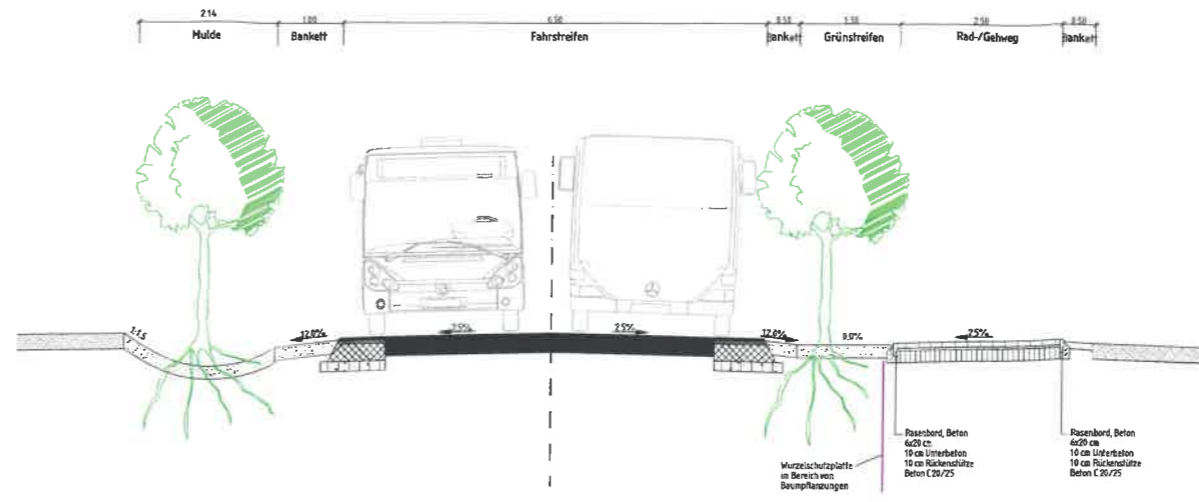 2.14 1.00 6.50 0.50 1.50 2.50 0.50
Mulde Bankett Fahrstreifen Bankett Grünstreifen Rad-/Gehweg Bankett
1:1.5 12.0% 2.5% 2.5% 12.0% 0.0% 2.5%
Rasenbord, Beton
6x20 cm
10 cm Unterbeton
10 cm Rückenstütze
Beton C 20/25
Rasenbord, Beton
6x20 cm
10 cm Unterbeton
10 cm Rückenstütze
Beton C 20/25
Wurzelschutzplatte
im Bereich von
Baumpflanzungen